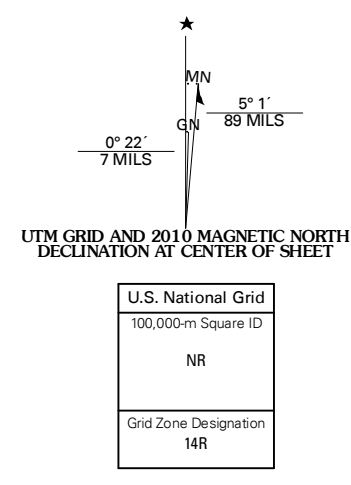 ★
MN
5° 1´
89 MILS
GN
0° 22´
7 MILS
UTM GRID AND 2010 MAGNETIC NORTH
DECLINATION AT CENTER OF SHEET
U.S. National Grid
100,000-m Square ID
NR
Grid Zone Designation
14R